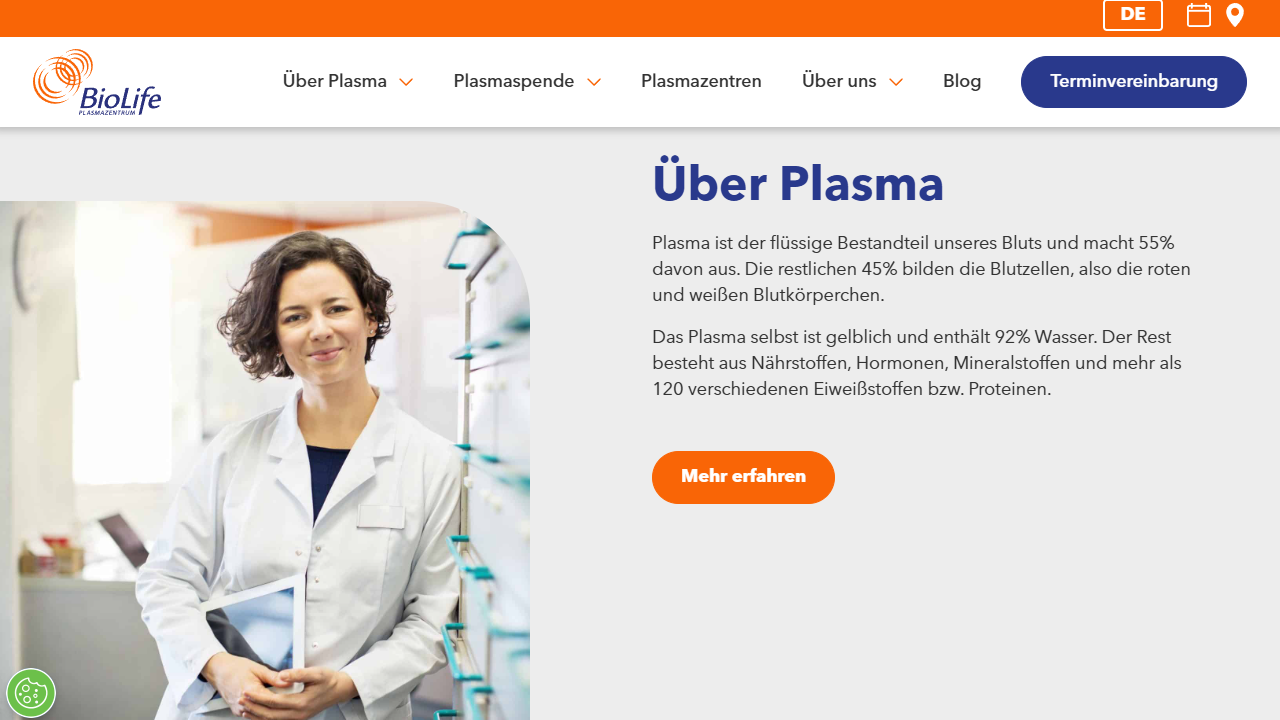 DE
BioLife
PLASMAZENTRUM
Über Plasma
Plasmaspende
Plasmazentren
Über uns
Blog
Terminvereinbarung
Über Plasma
Plasma ist der flüssige Bestandteil unseres Bluts und macht 55%
davon aus. Die restlichen 45% bilden die Blutzellen, also die roten
und weißen Blutkörperchen.
Das Plasma selbst ist gelblich und enthält 92% Wasser. Der Rest
besteht aus Nährstoffen, Hormonen, Mineralstoffen und mehr als
120 verschiedenen Eiweißstoffen bzw. Proteinen.
Mehr erfahren